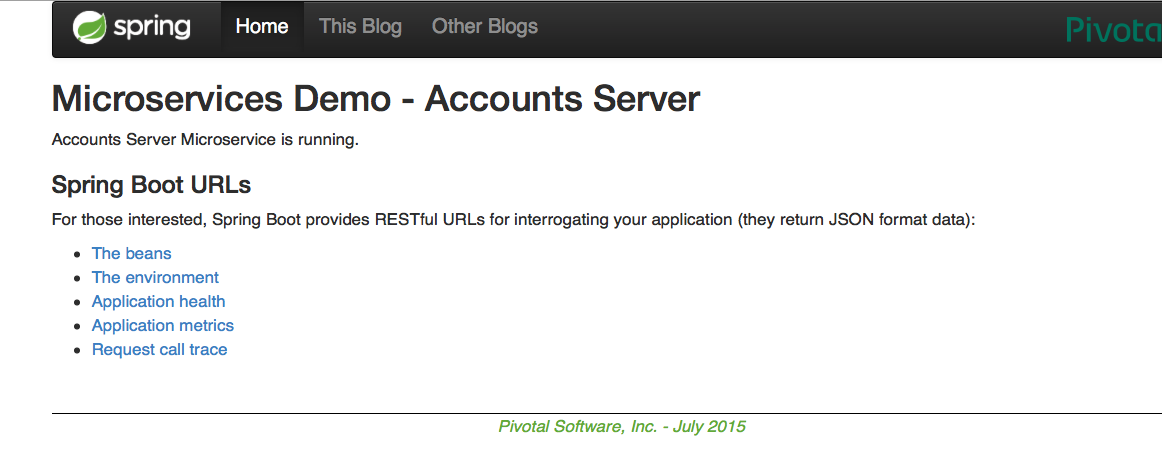 spring Home This Blog Other Blogs Pivota
Microservices Demo - Accounts Server
Accounts Server Microservice is running.
Spring Boot URLs
For those interested, Spring Boot provides RESTful URLs for interrogating your application (they return JSON format data):
The beans
The environment
Application health
Application metrics
Request call trace
Pivotal Software, Inc. - July 2015